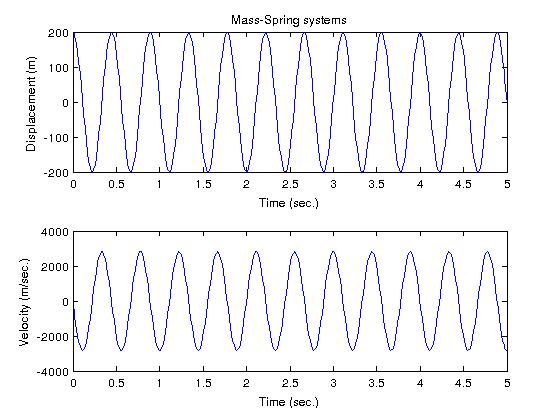 Mass-Spring systems
200
100
0
-100
-200
Displacement (m)
0 0.5 1 1.5 2 2.5 3 3.5 4 4.5 5
Time (sec.)
4000
2000
0
-2000
-4000
Velocity (m/sec.)
0 0.5 1 1.5 2 2.5 3 3.5 4 4.5 5
Time (sec.)